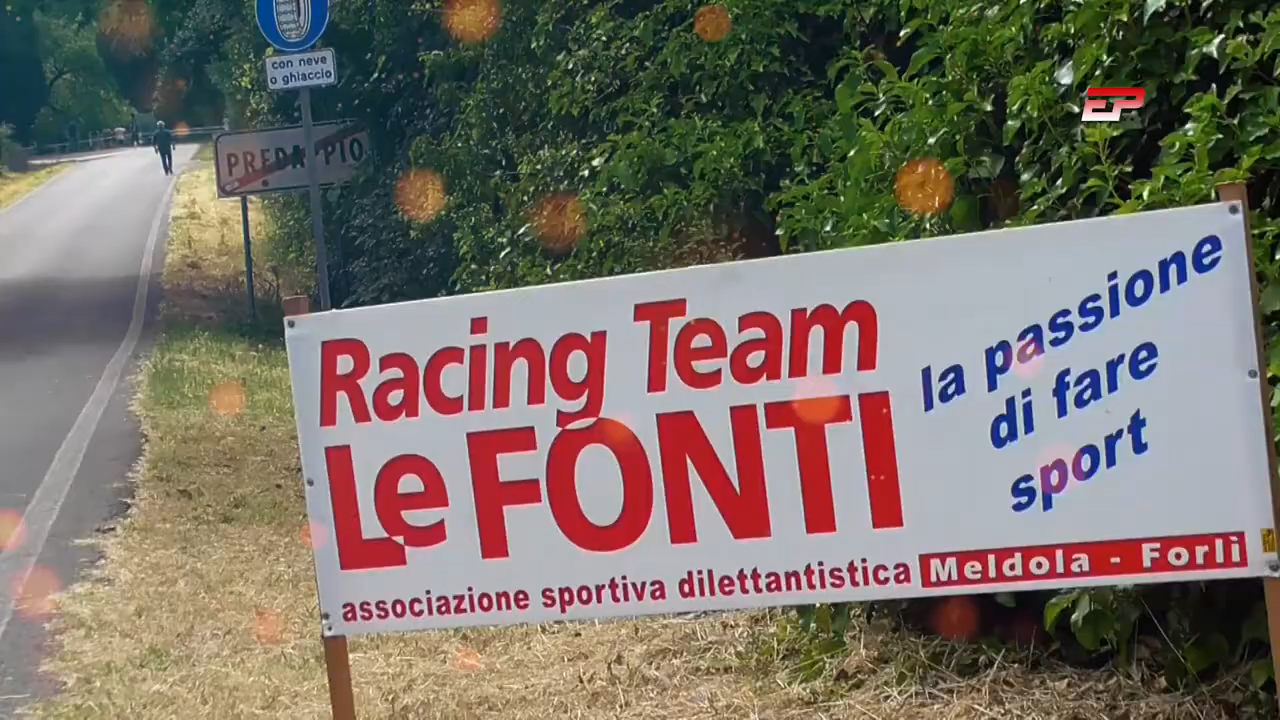 con neve
o ghiaccio
PREDAPPIO
EP
Racing Team
Le FONTI
la passione
di fare
sport
associazione sportiva dilettantistica
Meldola - Forlì